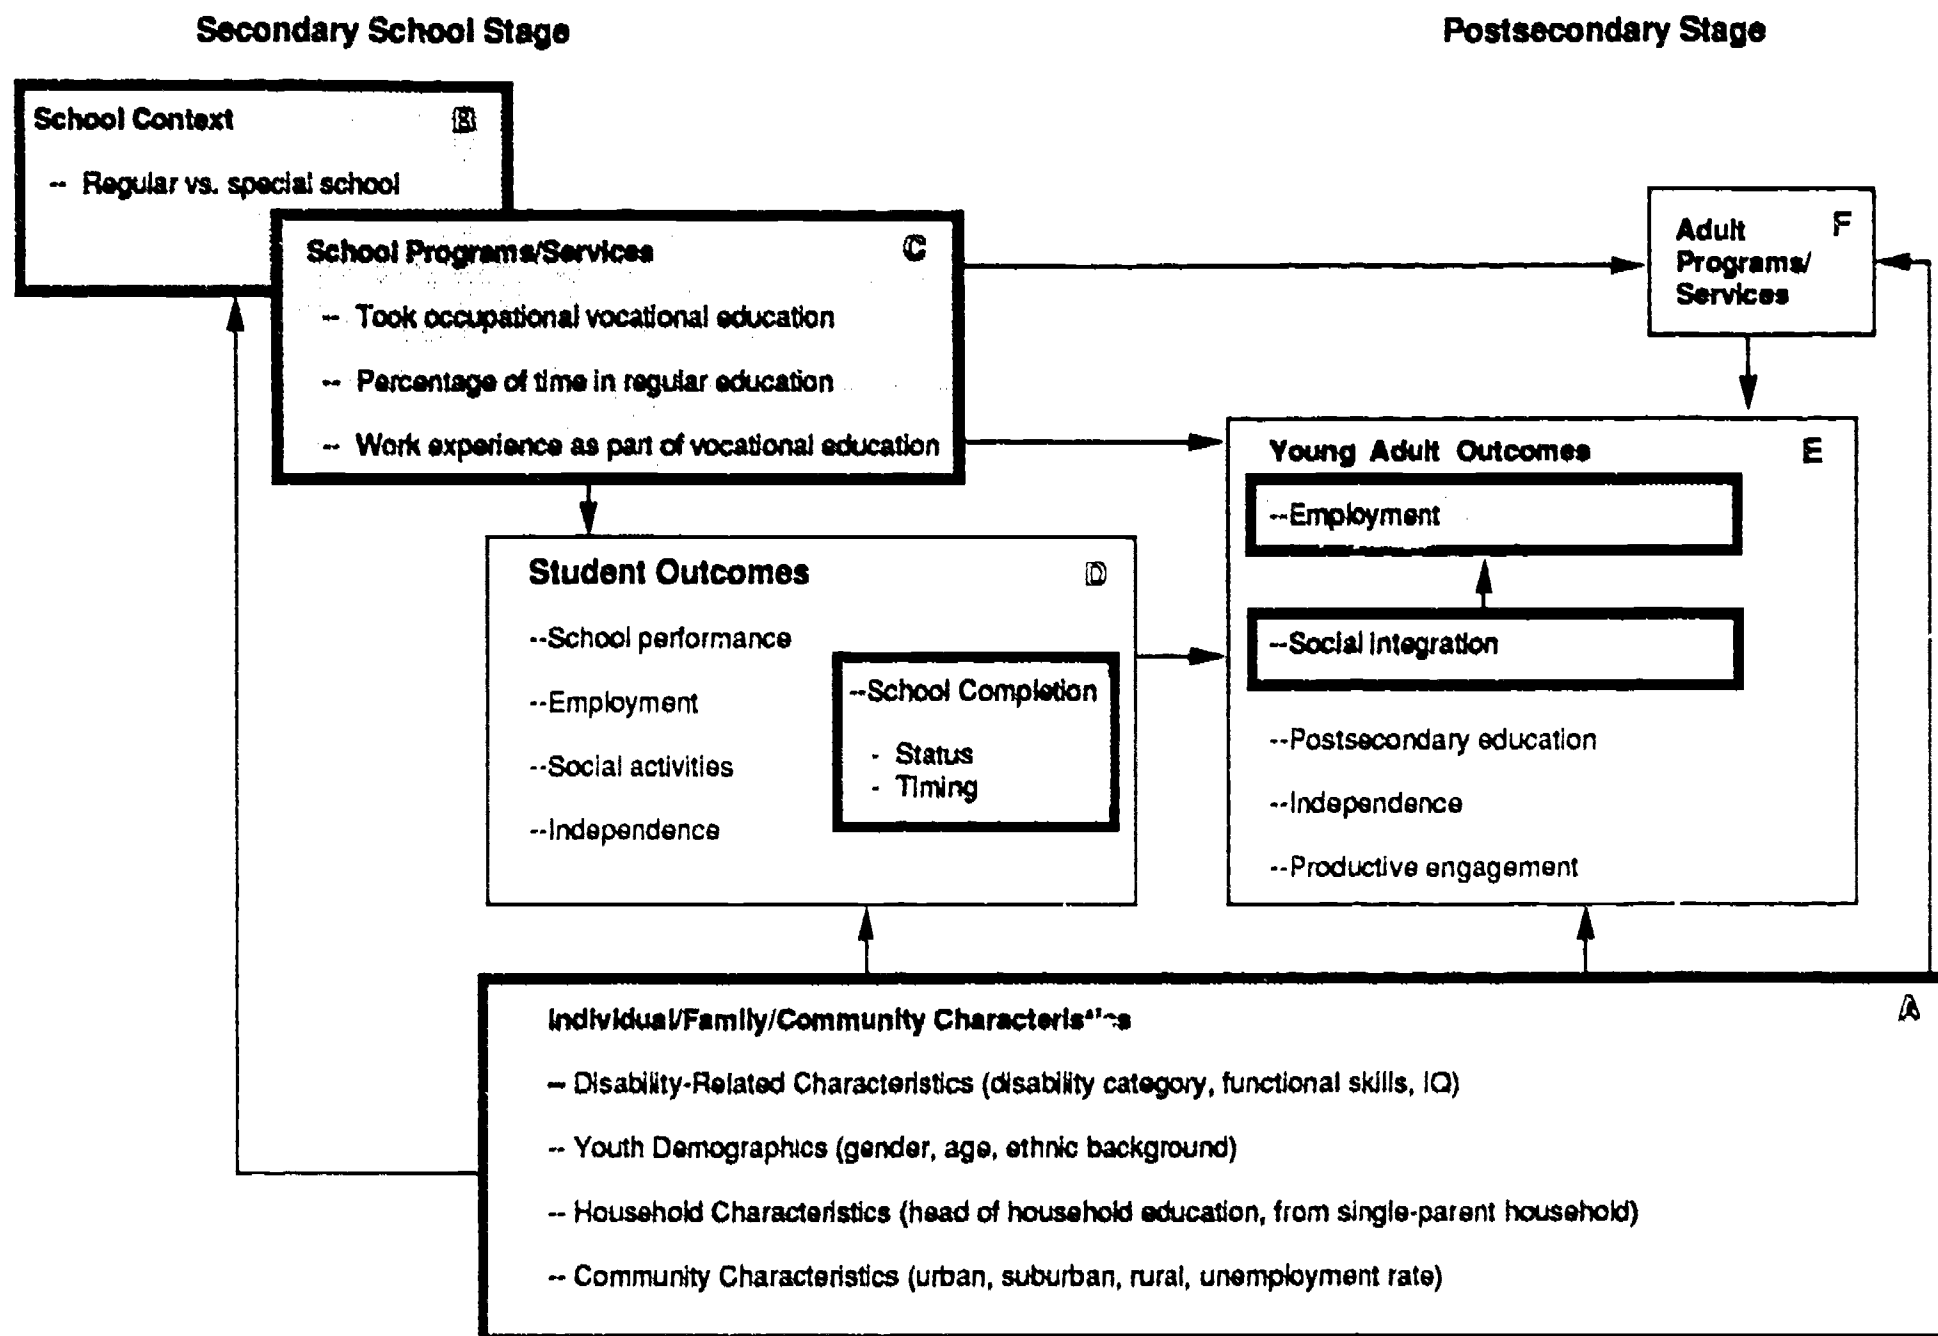 Secondary School Stage
Postsecondary Stage
School Context B
-- Regular vs. special school
School Programs/Services C
-- Took occupational vocational education
-- Percentage of time in regular education
-- Work experience as part of vocational education
Adult F
Programs/
Services
Young Adult Outcomes E
--Employment
--Social integration
--Postsecondary education
--Independence
--Productive engagement
Student Outcomes D
--School performance
--Employment
--Social activities
--Independence
--School Completion
- Status
- Timing
Individual/Family/Community A
-- Disability-Related Characteristics (disability category, functional skills, IQ)
-- Youth Demographics (gender, age, ethnic background)
-- Household Characteristics (head of household education, from single-parent household)
-- Community Characteristics (urban, suburban, rural, unemployment rate)